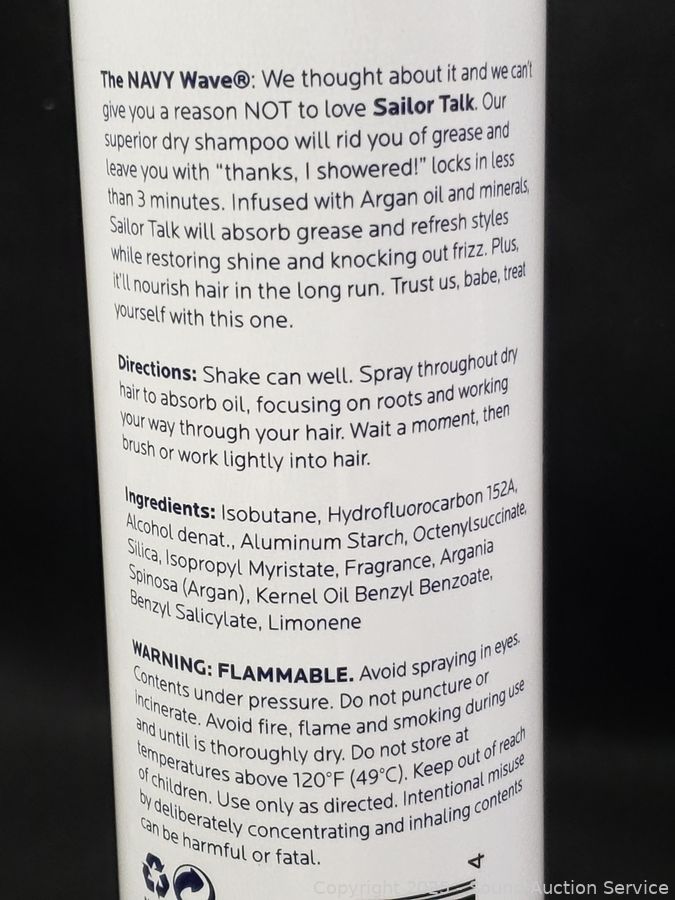 The NAVY Wave®: We thought about it and we can't
give you a reason NOT to love Sailor Talk. Our
superior dry shampoo will rid you of grease and
leave you with "thanks, I showered!" locks in less
than 3 minutes. Infused with Argan oil and minerals,
Sailor Talk will absorb grease and refresh styles
while restoring shine and knocking out frizz. Plus,
it'll nourish hair in the long run. Trust us, babe, treat
yourself with this one.
Directions: Shake can well. Spray throughout dry
hair to absorb oil, focusing on roots and working
your way through your hair. Wait a moment, then
brush or work lightly into hair.
Ingredients: Isobutane, Hydrofluorocarbon 152A,
Alcohol denat., Aluminum Starch, Octenylsuccinate,
Silica, Isopropyl Myristate, Fragrance, Argania
Spinosa (Argan), Kernel Oil Benzyl Benzoate,
Benzyl Salicylate, Limonene
WARNING: FLAMMABLE. Avoid spraying in eyes.
Contents under pressure. Do not puncture or
incinerate. Avoid fire, flame and smoking during use
and until is thoroughly dry. Do not store at
temperatures above 120°F (49°C). Keep out of reach
of children. Use only as directed. Intentional misuse
by deliberately concentrating and inhaling contents
can be harmful or fatal.
4
Copyright Sound Auction Service